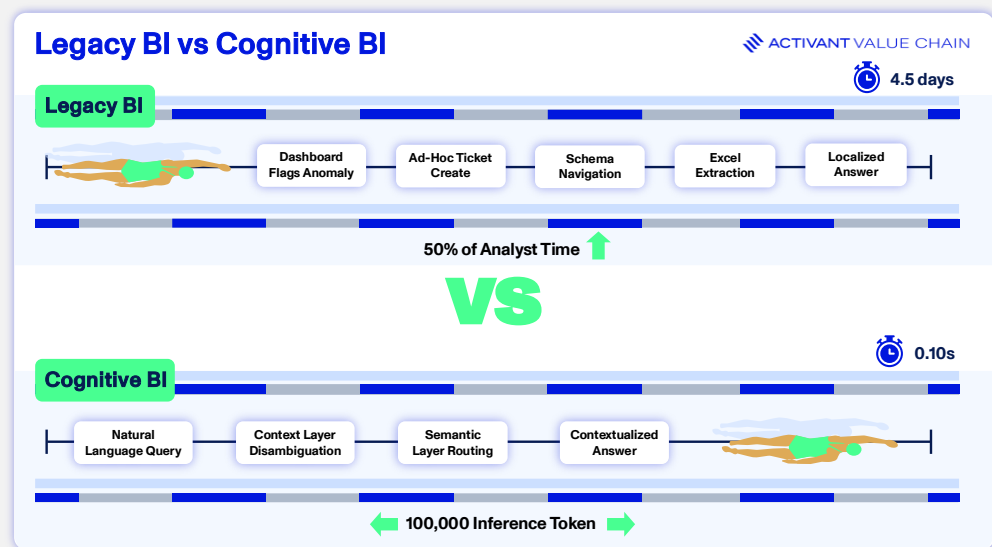 Legacy BI vs Cognitive BI
ACTIVANT VALUE CHAIN
4.5 days
Legacy BI
Dashboard
Flags Anomaly
Ad-Hoc Ticket
Create
Schema
Navigation
Excel
Extraction
Localized
Answer
50% of Analyst Time
VS
0.10s
Cognitive BI
Natural
Language Query
Context Layer
Disambiguation
Semantic
Layer Routing
Contextualized
Answer
100,000 Inference Token